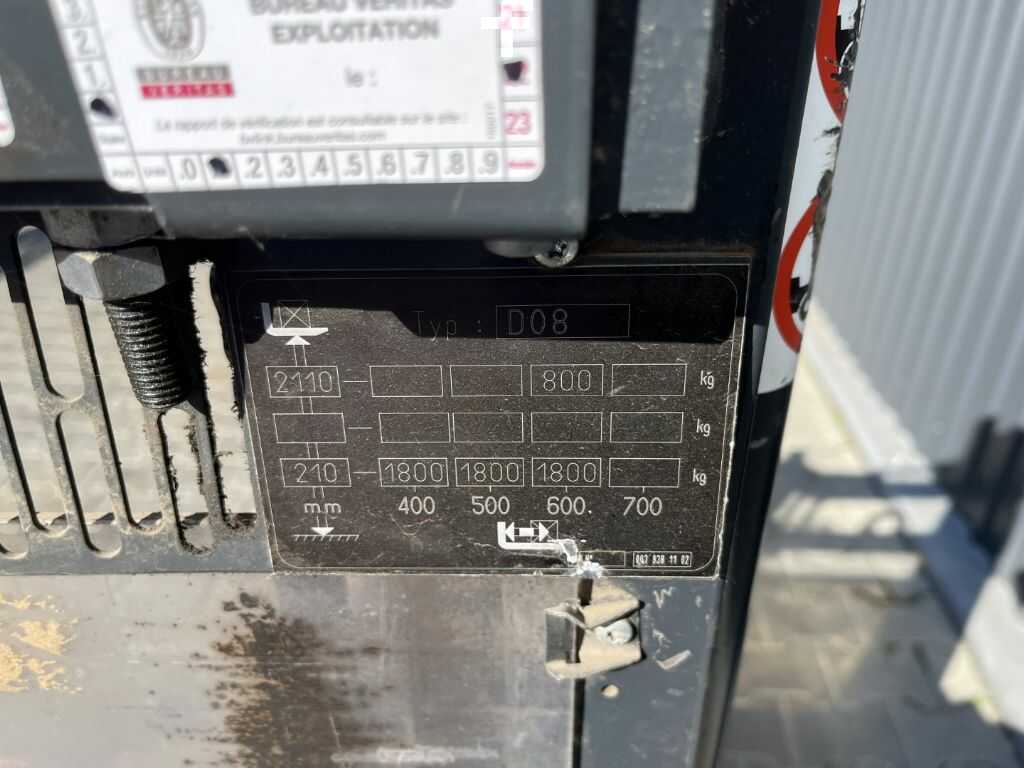 BUREAU VERITAS
EXPLOITATION
3
2
1
BUREAU
VERITAS
le :
Le rapport de vérification est consultable sur le site :
23
.0 .2 .3 .4 .5 .6 .7 .8 .9
Typ : D08
2110 800 kg
kg
210 1800 1800 1800 kg
mm 400 500 600 700